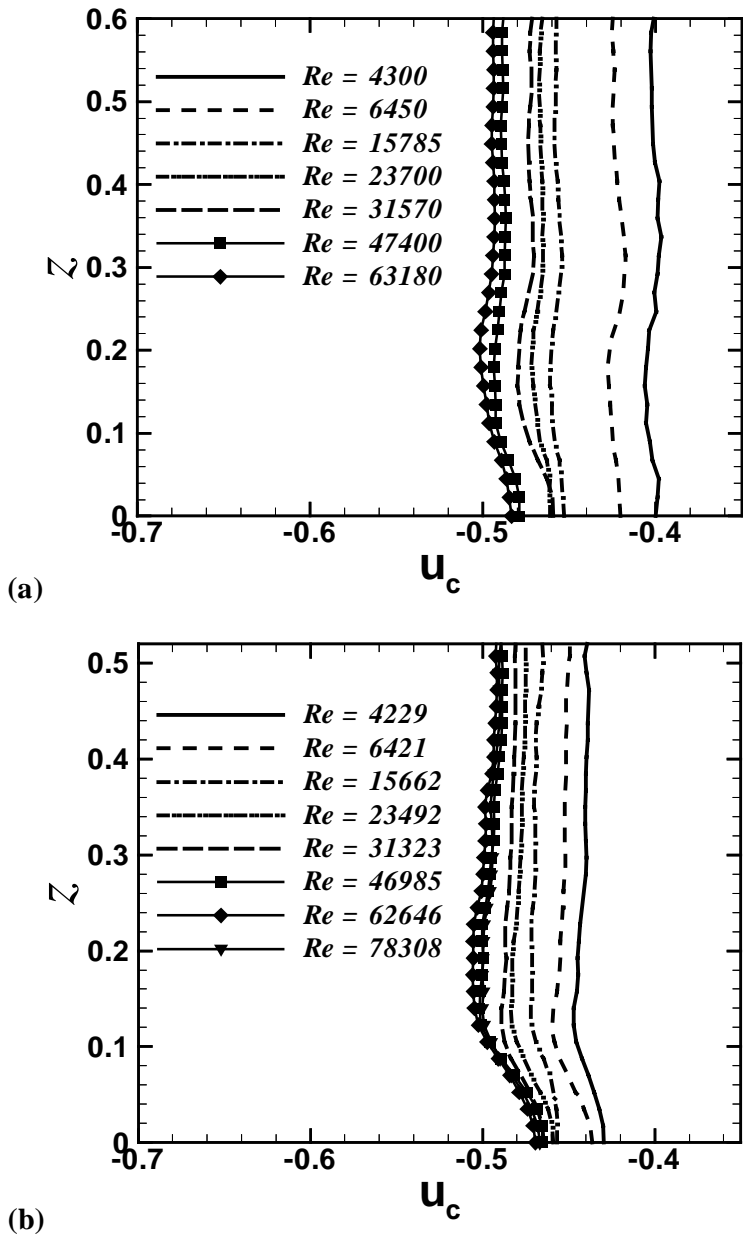 0.6
0.5
0.4
0.3
0.2
0.1
0
Z
Re = 4300
Re = 6450
Re = 15785
Re = 23700
Re = 31570
Re = 47400
Re = 63180
-0.7
-0.6
-0.5
-0.4
u_c
(a)
0.5
0.4
0.3
0.2
0.1
0
Z
Re = 4229
Re = 6421
Re = 15662
Re = 23492
Re = 31323
Re = 46985
Re = 62646
Re = 78308
-0.7
-0.6
-0.5
-0.4
u_c
(b)